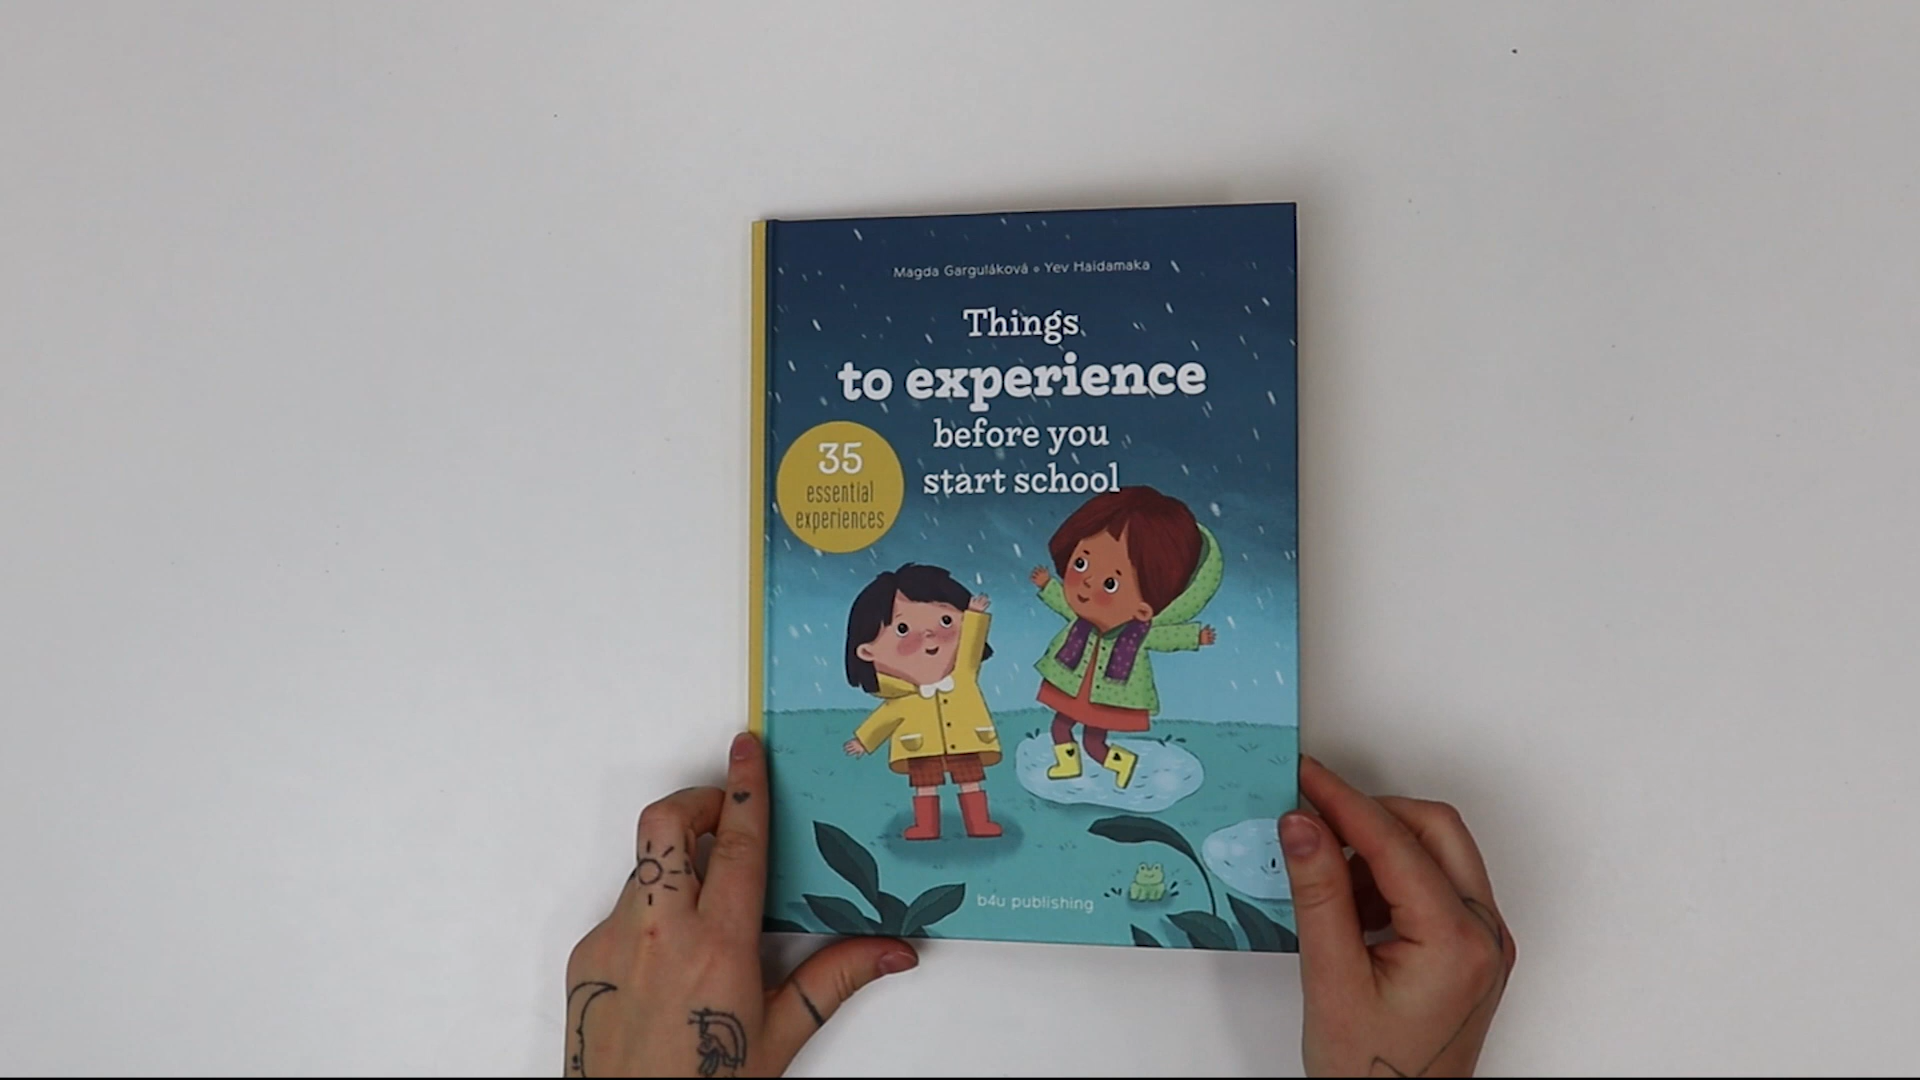 Magda Garguláková • Yev Haidamaka
Things
to experience
before you
start school
35
essential
experiences
b4u publishing